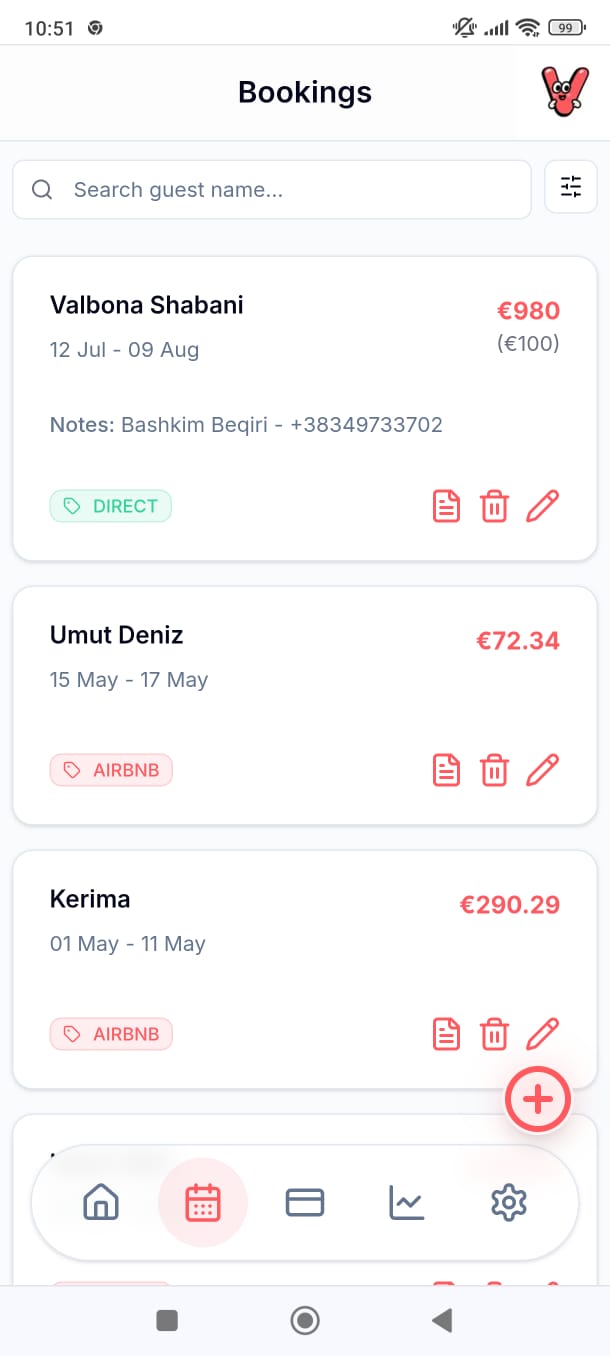 10:51
99
Bookings
Search guest name...
Valbona Shabani
€980
12 Jul - 09 Aug
(€100)
Notes: Bashkim Beqiri - +38349733702
DIRECT
Umut Deniz
€72.34
15 May - 17 May
AIRBNB
Kerima
€290.29
01 May - 11 May
AIRBNB